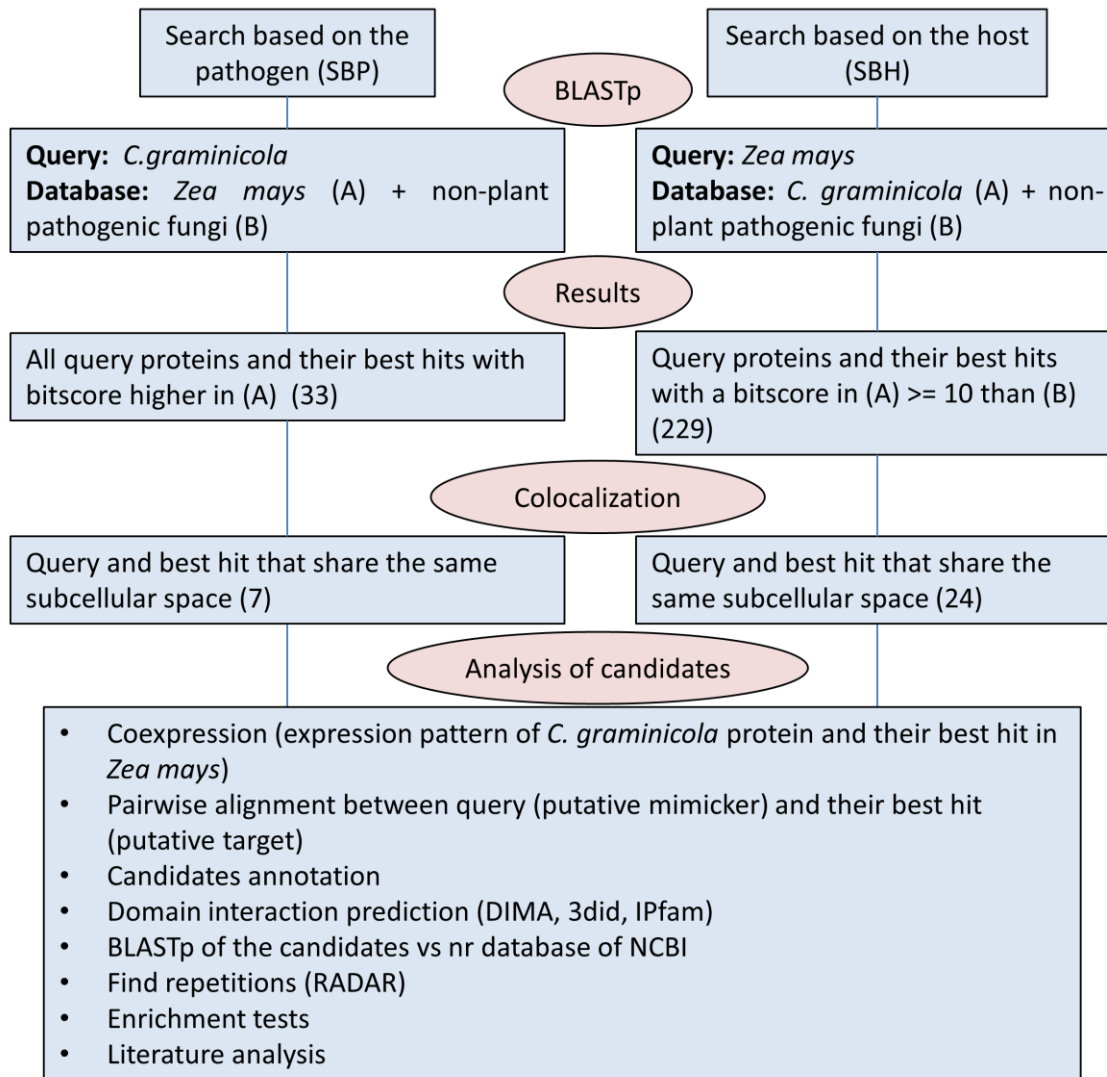 Search based on the
pathogen (SBP)
Search based on the host
(SBH)
BLASTp
Query: C.graminicola
Database: Zea mays (A) + non-plant
pathogenic fungi (B)
Query: Zea mays
Database: C. graminicola (A) + non-
plant pathogenic fungi (B)
Results
All query proteins and their best hits with
bitscore higher in (A) (33)
Query proteins and their best hits
with a bitscore in (A) >= 10 than (B)
(229)
Colocalization
Query and best hit that share the same
subcellular space (7)
Query and best hit that share the
same subcellular space (24)
Analysis of candidates
• Coexpression (expression pattern of C. graminicola protein and their best hit in
Zea mays)
• Pairwise alignment between query (putative mimicker) and their best hit
(putative target)
• Candidates annotation
• Domain interaction prediction (DIMA, 3did, IPfam)
• BLASTp of the candidates vs nr database of NCBI
• Find repetitions (RADAR)
• Enrichment tests
• Literature analysis